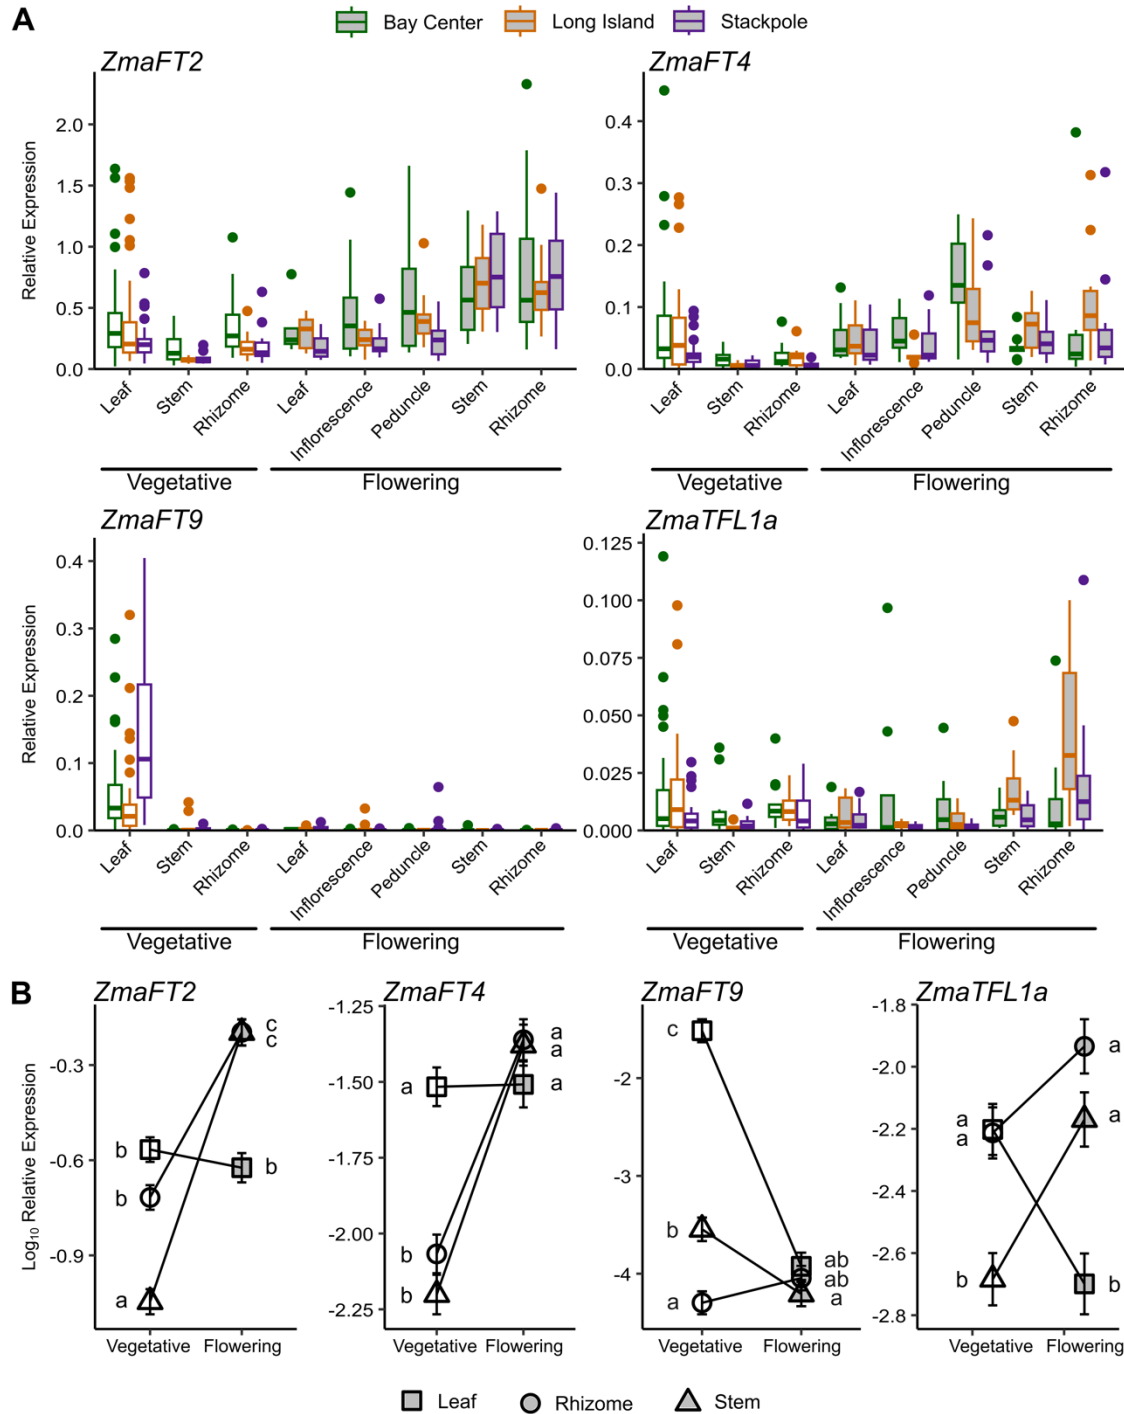 A
Bay Center Long Island Stackpole
ZmaFT2 ZmaFT4
Relative Expression
2.0
1.5
1.0
0.5
0.0
0.4
0.3
0.2
0.1
0.0
Leaf Stem Rhizome Leaf Inflorescence Peduncle Stem Rhizome
Leaf Stem Rhizome Leaf Inflorescence Peduncle Stem Rhizome
Vegetative Flowering Vegetative Flowering
ZmaFT9 ZmaTFL1a
Relative Expression
0.4
0.3
0.2
0.1
0.0
0.125
0.100
0.075
0.050
0.025
0.000
Leaf Stem Rhizome Leaf Inflorescence Peduncle Stem Rhizome
Leaf Stem Rhizome Leaf Inflorescence Peduncle Stem Rhizome
Vegetative Flowering Vegetative Flowering
B
ZmaFT2 ZmaFT4 ZmaFT9 ZmaTFL1a
Log₁₀ Relative Expression
-0.3
-0.6
-0.9
b
b
a
c
c
b
-1.25
-1.50
-1.75
-2.00
-2.25
a
b
b
a
a
a
-2
-3
-4
c
b
a
ab
ab
a
-1.8
-2.0
-2.2
-2.4
-2.6
-2.8
a
a
b
a
a
b
Vegetative Flowering Vegetative Flowering Vegetative Flowering Vegetative Flowering
Leaf Rhizome Stem